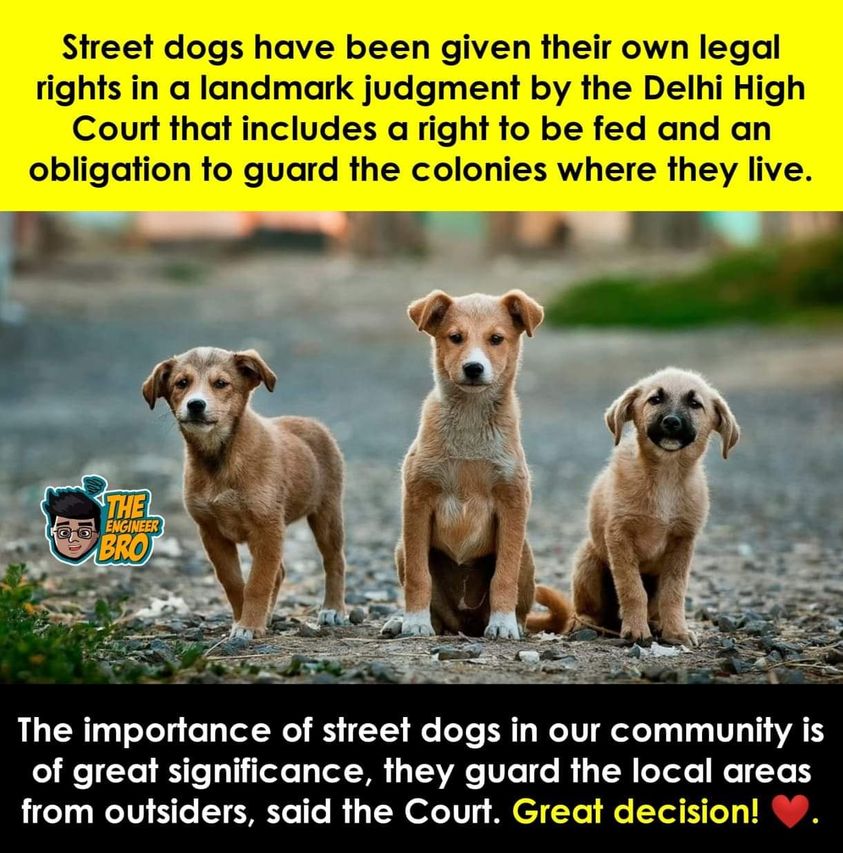 Street dogs have been given their own legal
rights in a landmark judgment by the Delhi High
Court that includes a right to be fed and an
obligation to guard the colonies where they live.
THE
ENGINEER
BRO
The importance of street dogs in our community is
of great significance, they guard the local areas
from outsiders, said the Court. Great decision! ❤️.